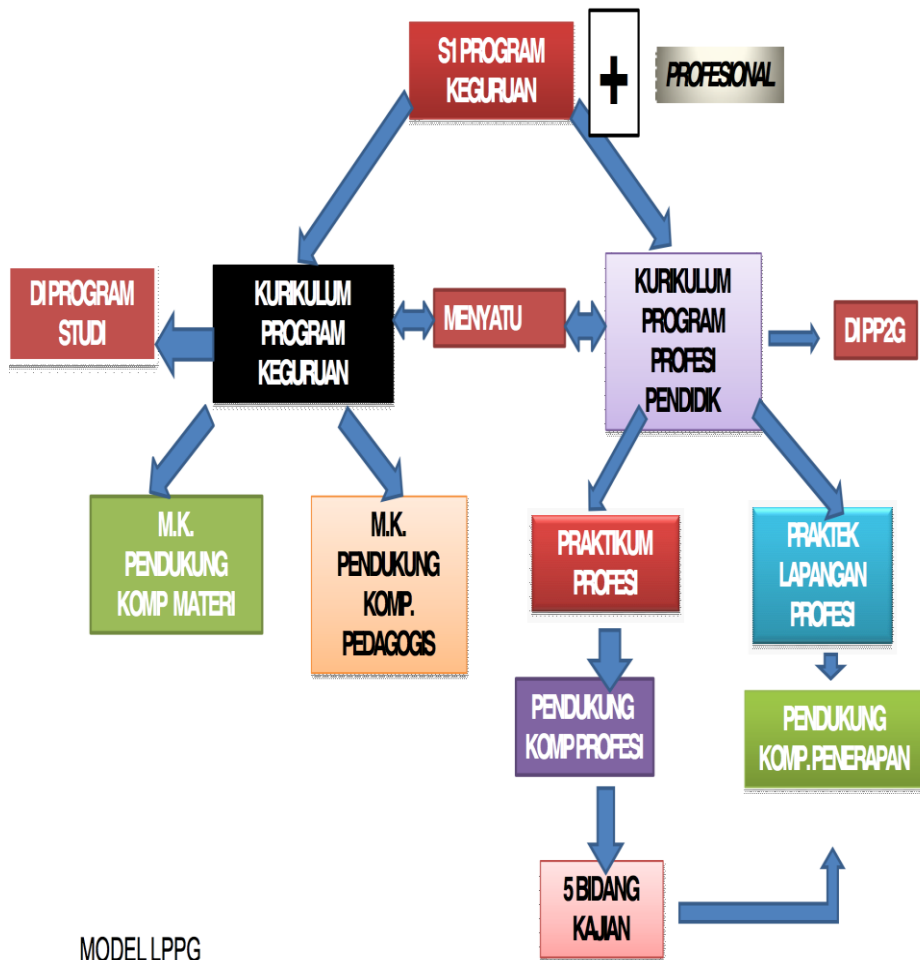 S1 PROGRAM
KEGURUAN
+
PROFESIONAL
DI PROGRAM
STUDI
KURIKULUM
PROGRAM
KEGURUAN
MENYATU
KURIKULUM
PROGRAM
PROFESI
PENDIDIK
DI PP2G
M.K.
PENDUKUNG
KOMP MATERI
M.K.
PENDUKUNG
KOMP.
PEDAGOGIS
PRAKTIKUM
PROFESI
PRAKTEK
LAPANGAN
PROFESI
PENDUKUNG
KOMP PROFESI
PENDUKUNG
KOMP. PENERAPAN
5 BIDANG
KAJIAN
MODEL LPPG